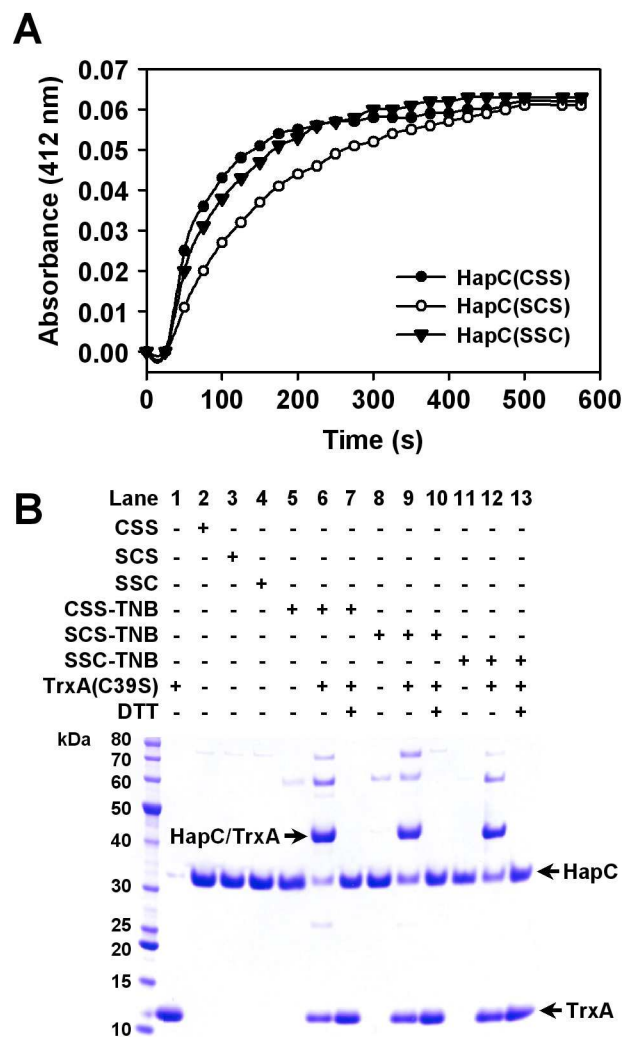 A
Absorbance (412 nm)
0.07
0.06
0.05
0.04
0.03
0.02
0.01
0.00
HapC(CSS)
HapC(SCS)
HapC(SSC)
0 100 200 300 400 500 600
Time (s)
B
Lane 1 2 3 4 5 6 7 8 9 10 11 12 13
CSS - + - - - - - - - - - - -
SCS - - + - - - - - - - - - -
SSC - - - + - - - - - - - - -
CSS-TNB - - - - + + + - - - - - -
SCS-TNB - - - - - - - + + + - - -
SSC-TNB - - - - - - - - - - + + +
TrxA(C39S) + - - - - + + - + + - + +
DTT - - - - - - + - - + - - +
kDa
80
70
60
50
40
HapC/TrxA
30
HapC
25
20
15
TrxA
10